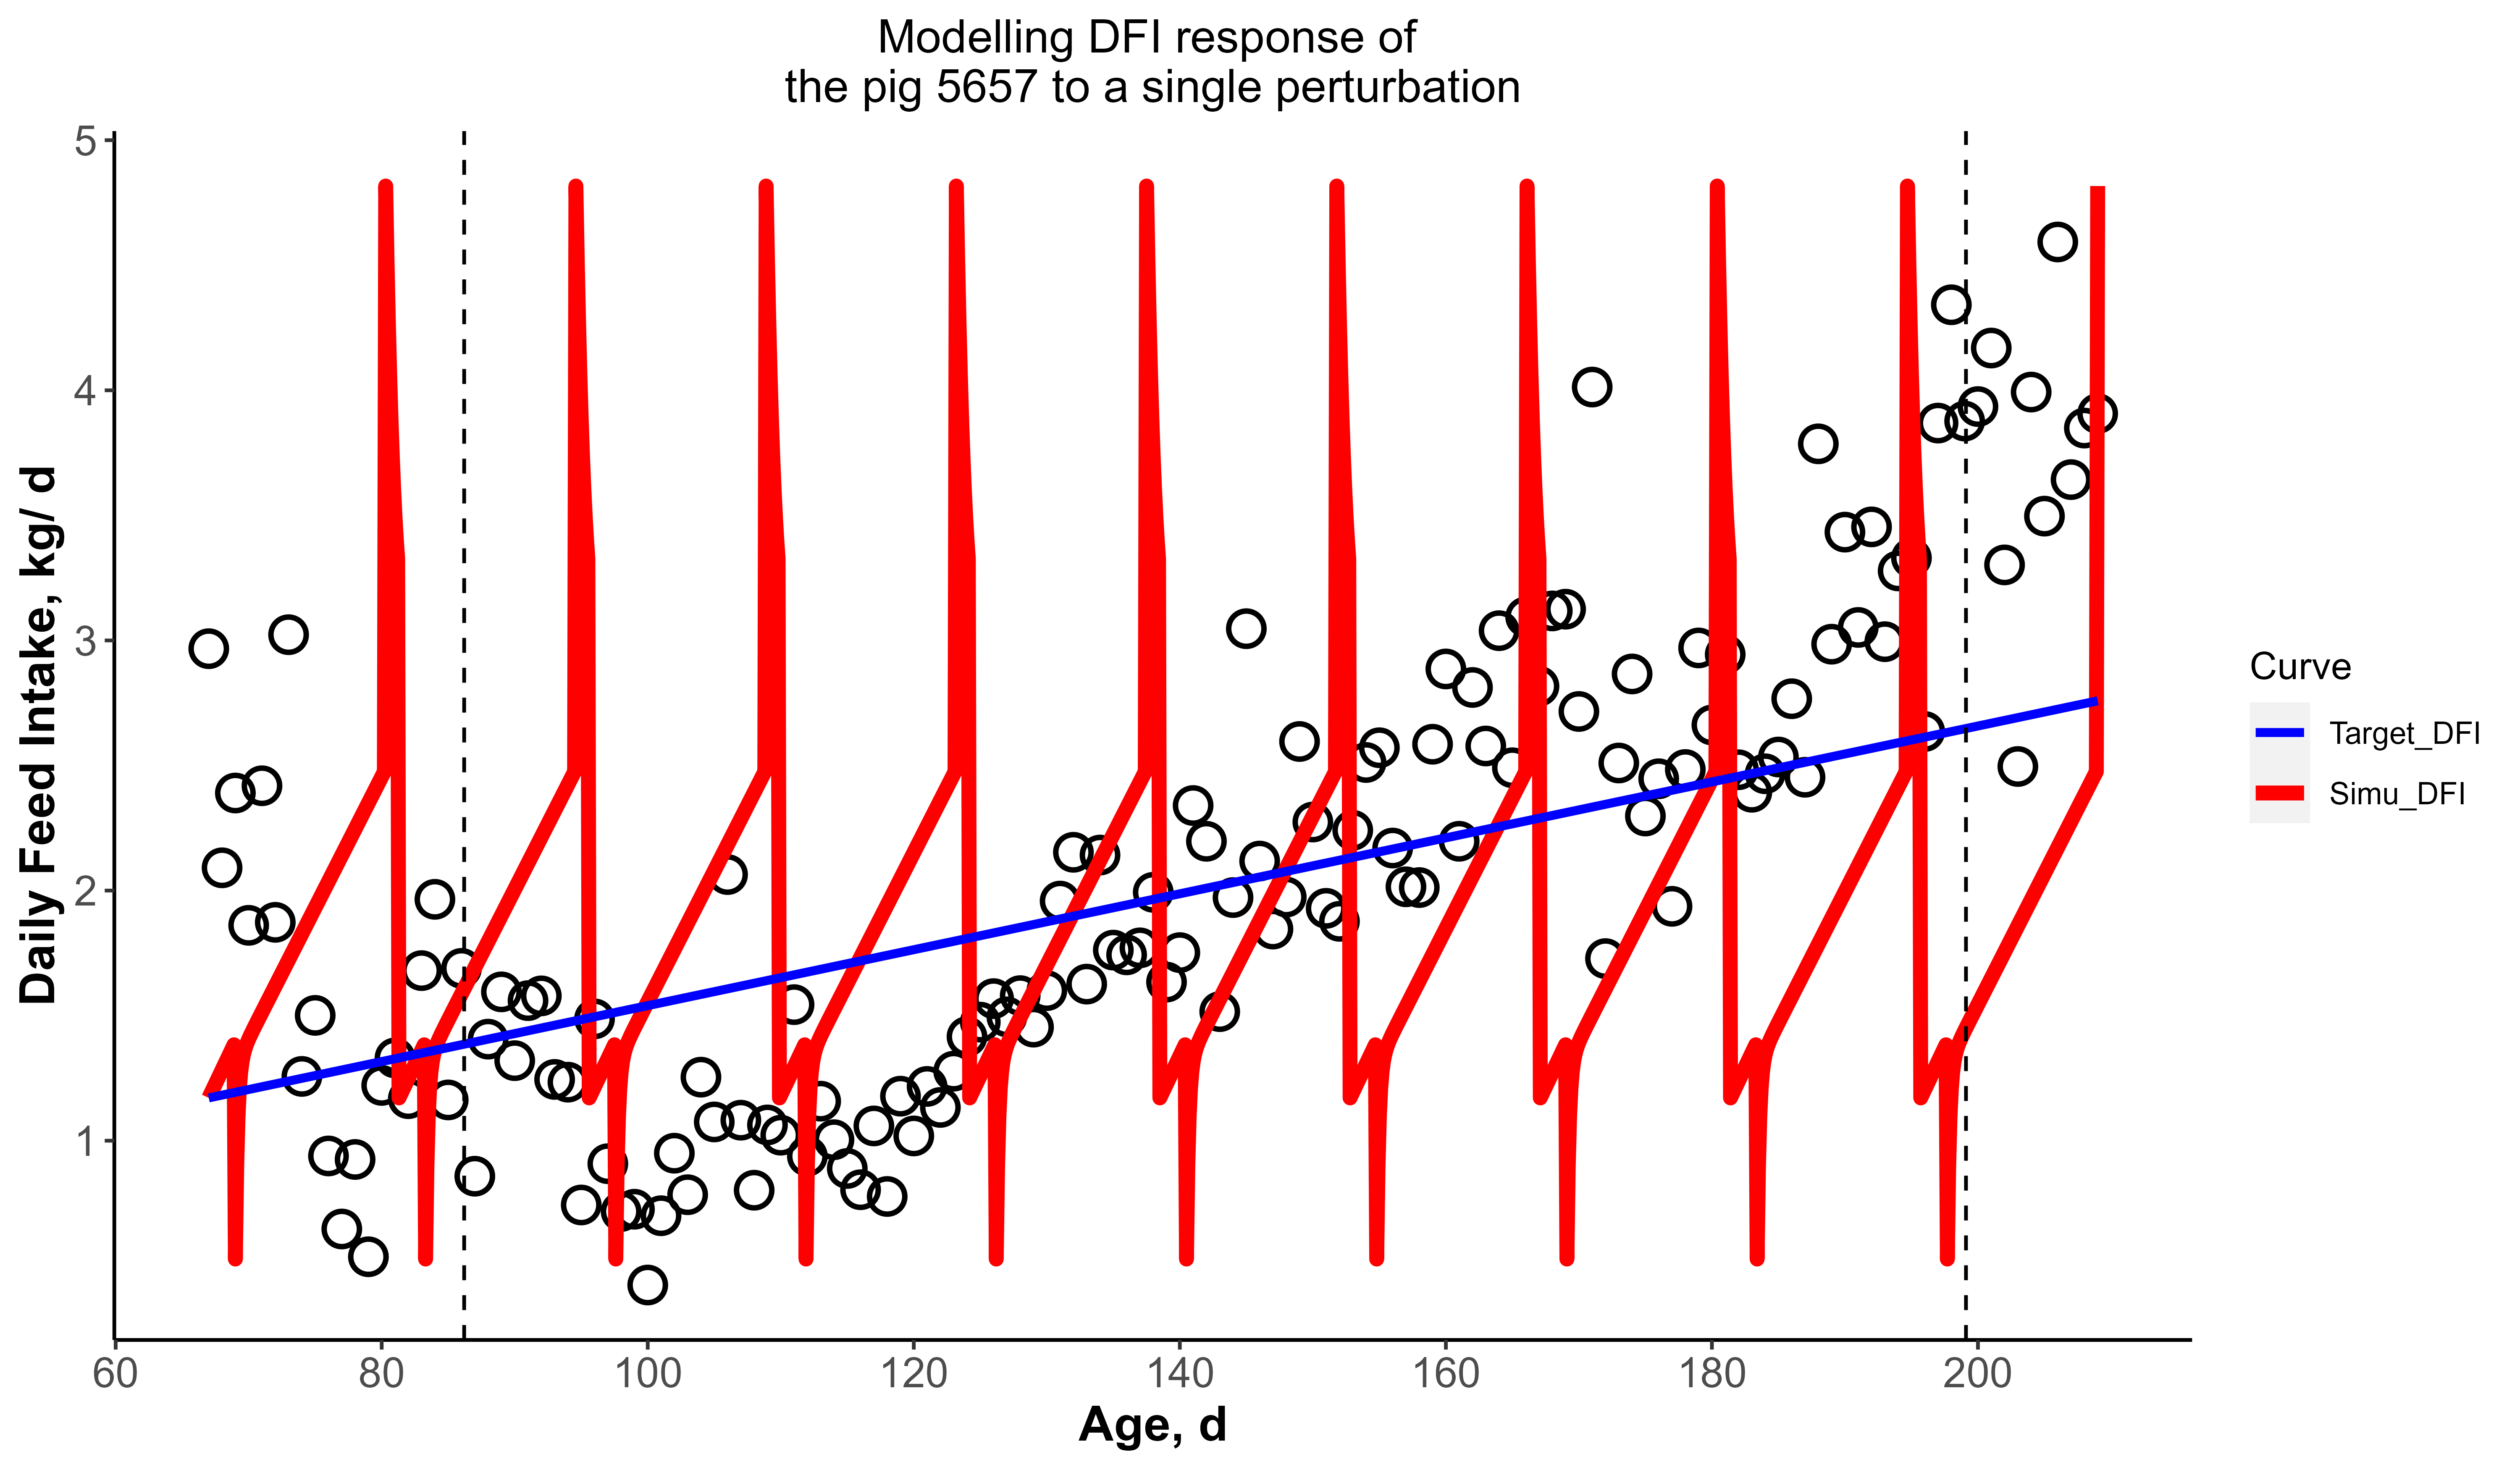 Modelling DFI response of
the pig 5657 to a single perturbation
Daily Feed Intake, kg/ d
5
4
3
2
1
60 80 100 120 140 160 180 200
Age, d
Curve
Target_DFI
Simu_DFI